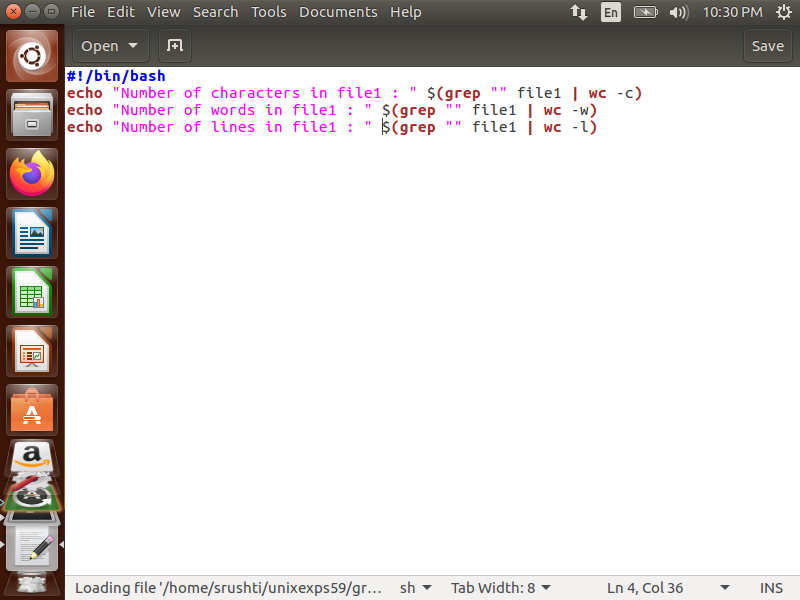 File Edit View Search Tools Documents Help En 10:30 PM
Open Save
#!/bin/bash
echo "Number of characters in file1 : " $(grep "" file1 | wc -c)
echo "Number of words in file1 : " $(grep "" file1 | wc -w)
echo "Number of lines in file1 : " $(grep "" file1 | wc -l)
a
Loading file '/home/srushti/unixexps59/gr… sh Tab Width: 8 Ln 4, Col 36 INS